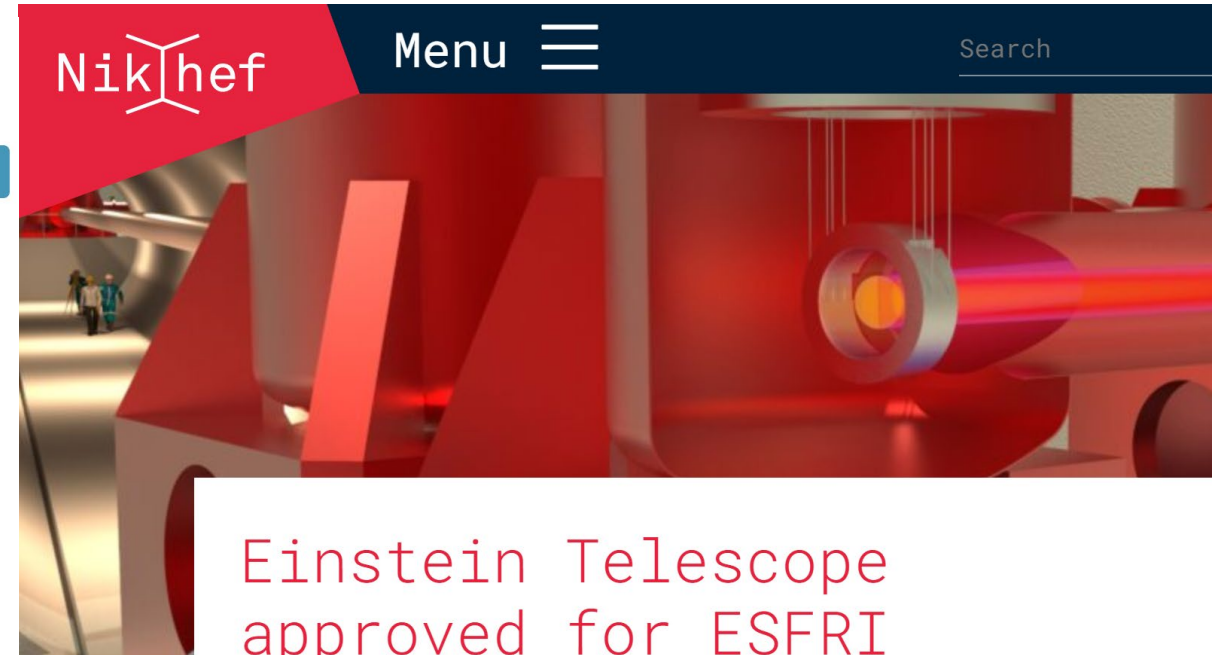 Nikhef
Menu
Search
Einstein Telescope
approved for ESFRI